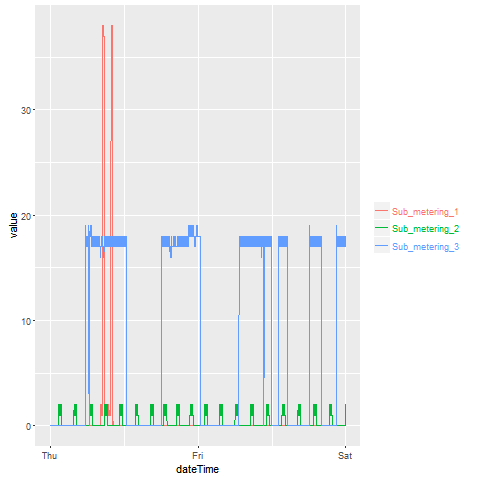 30
20
10
0
value
Thu
Fri
Sat
dateTime
Sub_metering_1
Sub_metering_2
Sub_metering_3